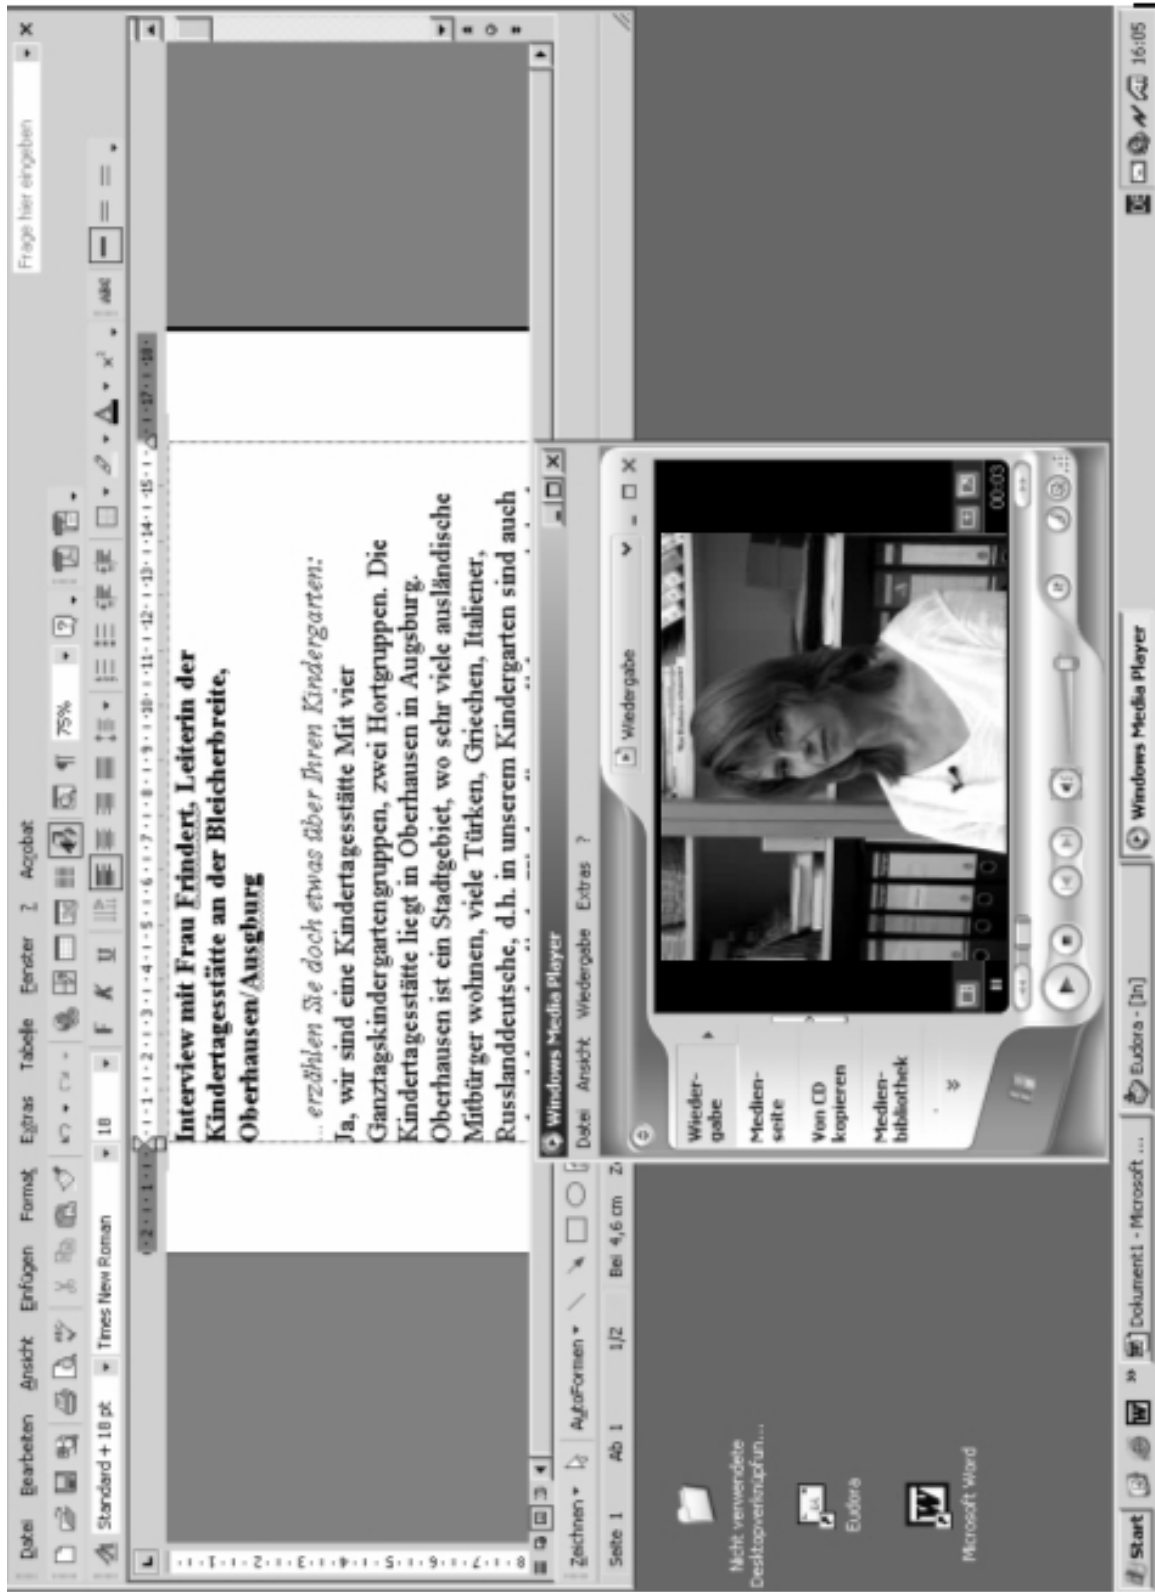 Datei Bearbeiten Ansicht Einfügen Format Extras Tabelle Fenster ? Acrobat
Frage hier eingeben
75%
Standard + 18 pt Times New Roman 18 F K U
Interview mit Frau Frindert, Leiterin der
Kindertagesstätte an der Bleicherbreite,
Oberhausen/Ausgburg
... erzählen Sie doch etwas über Ihren Kindergarten:
Ja, wir sind eine Kindertagesstätte Mit vier
Ganztagskindergartengruppen, zwei Hortgruppen. Die
Kindertagesstätte liegt in Oberhausen in Augsburg.
Oberhausen ist ein Stadtgebiet, wo sehr viele ausländische
Mitbürger wohnen, viele Türken, Griechen, Italiener,
Russlanddeutsche, d.h. in unserem Kindergarten sind auch
Zeichnen AutoFormen
Seite 1 Ab 1 1/2 Bei 4,6 cm
Windows Media Player
Datei Ansicht Wiedergabe Extras ?
Wiedergabe
Wieder-
gabe
Medien-
seite
Von CD
kopieren
Medien-
bibliothek
00:03
Nicht verwendete
Desktopverknüpfun...
Eudora
Microsoft Word
Start
Dokument1 - Microsoft ...
Eudora - [In]
Windows Media Player
DE
16:05